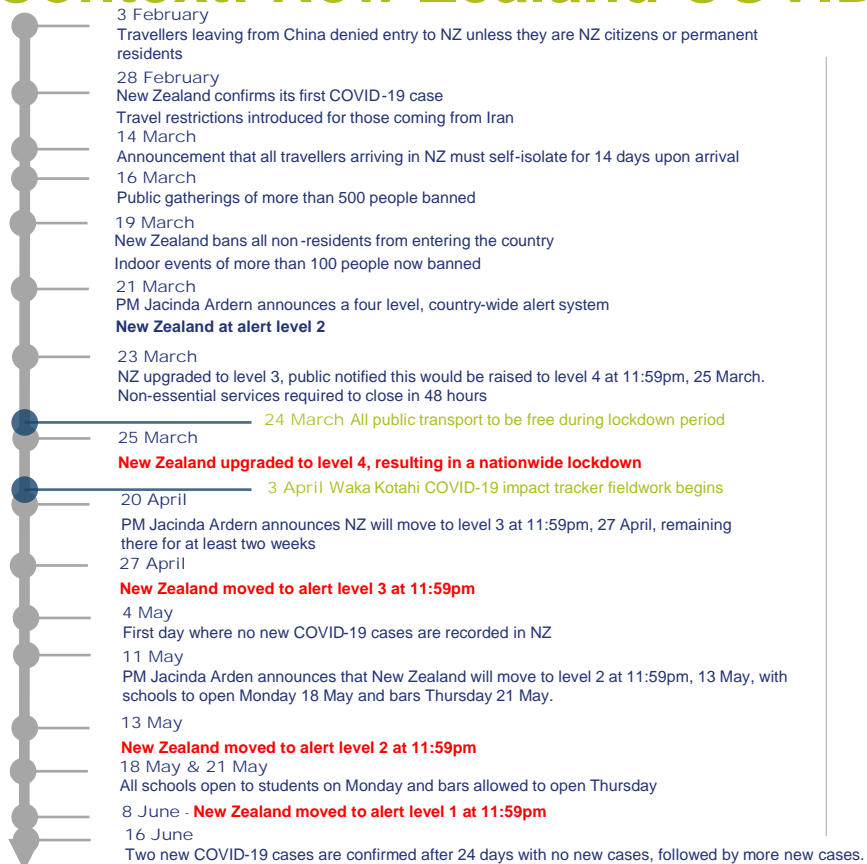 Context: New Zealand COVID
3 February
Travellers leaving from China denied entry to NZ unless they are NZ citizens or permanent
residents
28 February
New Zealand confirms its first COVID-19 case
Travel restrictions introduced for those coming from Iran
14 March
Announcement that all travellers arriving in NZ must self-isolate for 14 days upon arrival
16 March
Public gatherings of more than 500 people banned
19 March
New Zealand bans all non-residents from entering the country
Indoor events of more than 100 people now banned
21 March
PM Jacinda Ardern announces a four level, country-wide alert system
New Zealand at alert level 2
23 March
NZ upgraded to level 3, public notified this would be raised to level 4 at 11:59pm, 25 March.
Non-essential services required to close in 48 hours
24 March All public transport to be free during lockdown period
25 March
New Zealand upgraded to level 4, resulting in a nationwide lockdown
3 April Waka Kotahi COVID-19 impact tracker fieldwork begins
20 April
PM Jacinda Ardern announces NZ will move to level 3 at 11:59pm, 27 April, remaining
there for at least two weeks
27 April
New Zealand moved to alert level 3 at 11:59pm
4 May
First day where no new COVID-19 cases are recorded in NZ
11 May
PM Jacinda Arden announces that New Zealand will move to level 2 at 11:59pm, 13 May, with
schools to open Monday 18 May and bars Thursday 21 May.
13 May
New Zealand moved to alert level 2 at 11:59pm
18 May & 21 May
All schools open to students on Monday and bars allowed to open Thursday
8 June - New Zealand moved to alert level 1 at 11:59pm
16 June
Two new COVID-19 cases are confirmed after 24 days with no new cases, followed by more new cases.